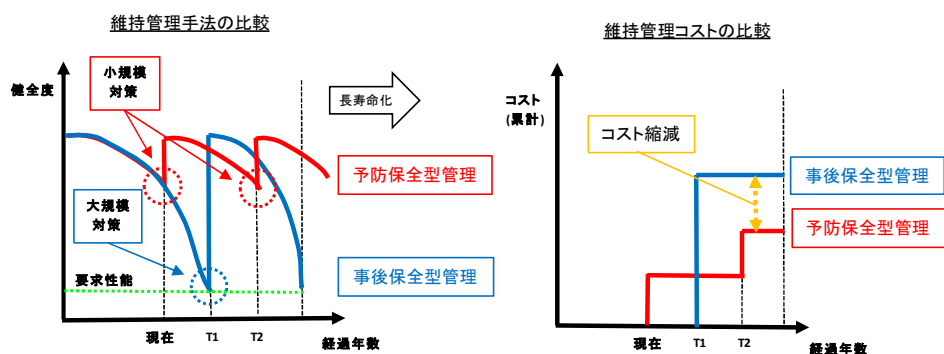 維持管理手法の比較
維持管理コストの比較
小規模
対策
健全度
長寿命化
コスト
(累計)
コスト縮減
予防保全型管理
事後保全型管理
大規模
対策
予防保全型管理
要求性能
事後保全型管理
現在
T1
T2
経過年数
現在
T1
T2
経過年数